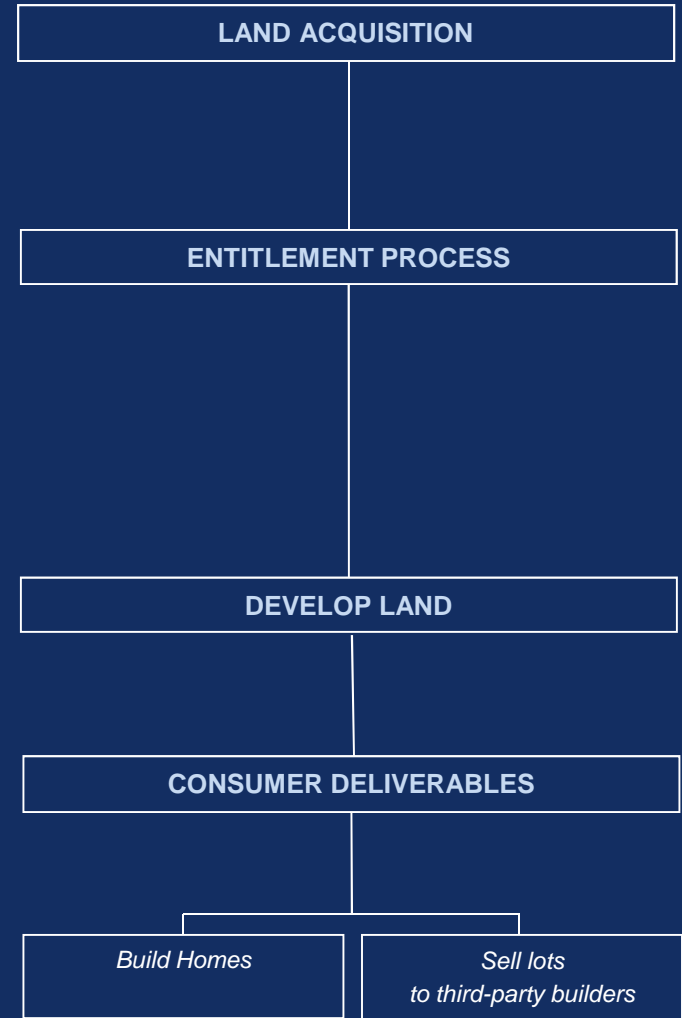 LAND ACQUISITION
ENTITLEMENT PROCESS
DEVELOP LAND
CONSUMER DELIVERABLES
Build Homes
Sell lots
to third-party builders